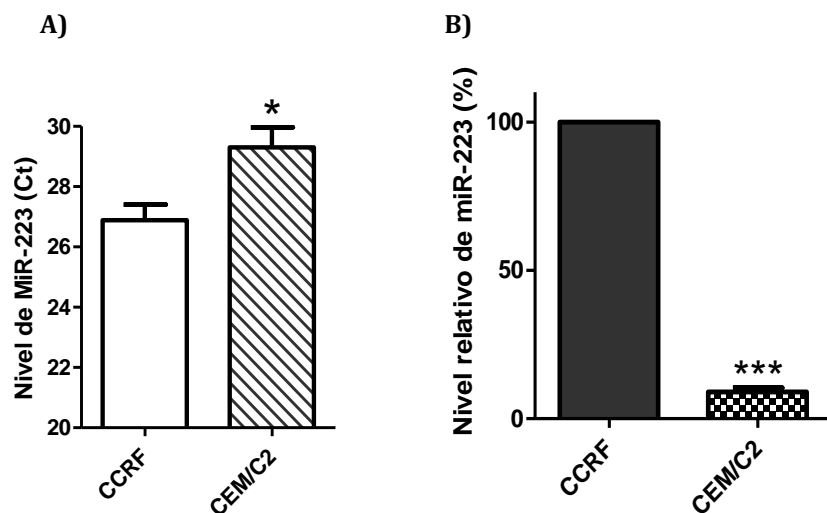 A)
Nivel de MiR-223 (Ct)
30
28
26
24
22
20
*
CCRF
CEM/C2
B)
Nivel relativo de miR-223 (%)
100
50
0
***
CCRF
CEM/C2